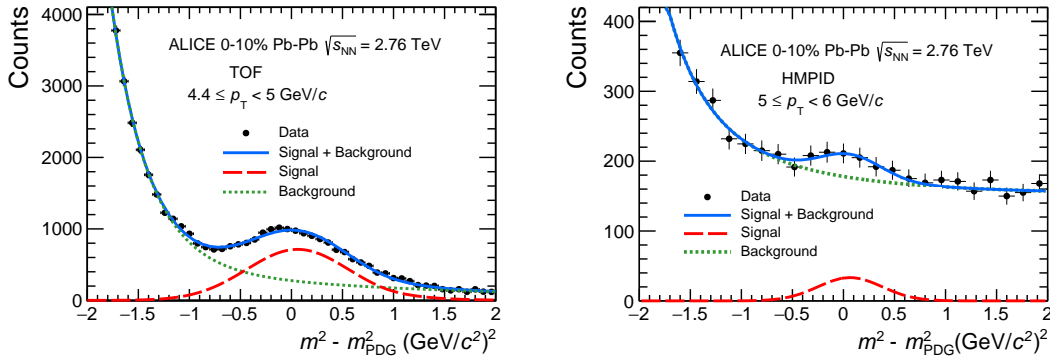 Counts
4000
3000
2000
1000
0
ALICE 0-10% Pb-Pb √sNN = 2.76 TeV
TOF
4.4 ≤ pT < 5 GeV/c
Data
Signal + Background
Signal
Background
−2 −1.5 −1 −0.5 0 0.5 1 1.5 2
m² - m²PDG (GeV/c²)²
Counts
400
300
200
100
0
ALICE 0-10% Pb-Pb √sNN = 2.76 TeV
HMPID
5 ≤ pT < 6 GeV/c
Data
Signal + Background
Signal
Background
−2 −1.5 −1 −0.5 0 0.5 1 1.5 2
m² - m²PDG(GeV/c²)²